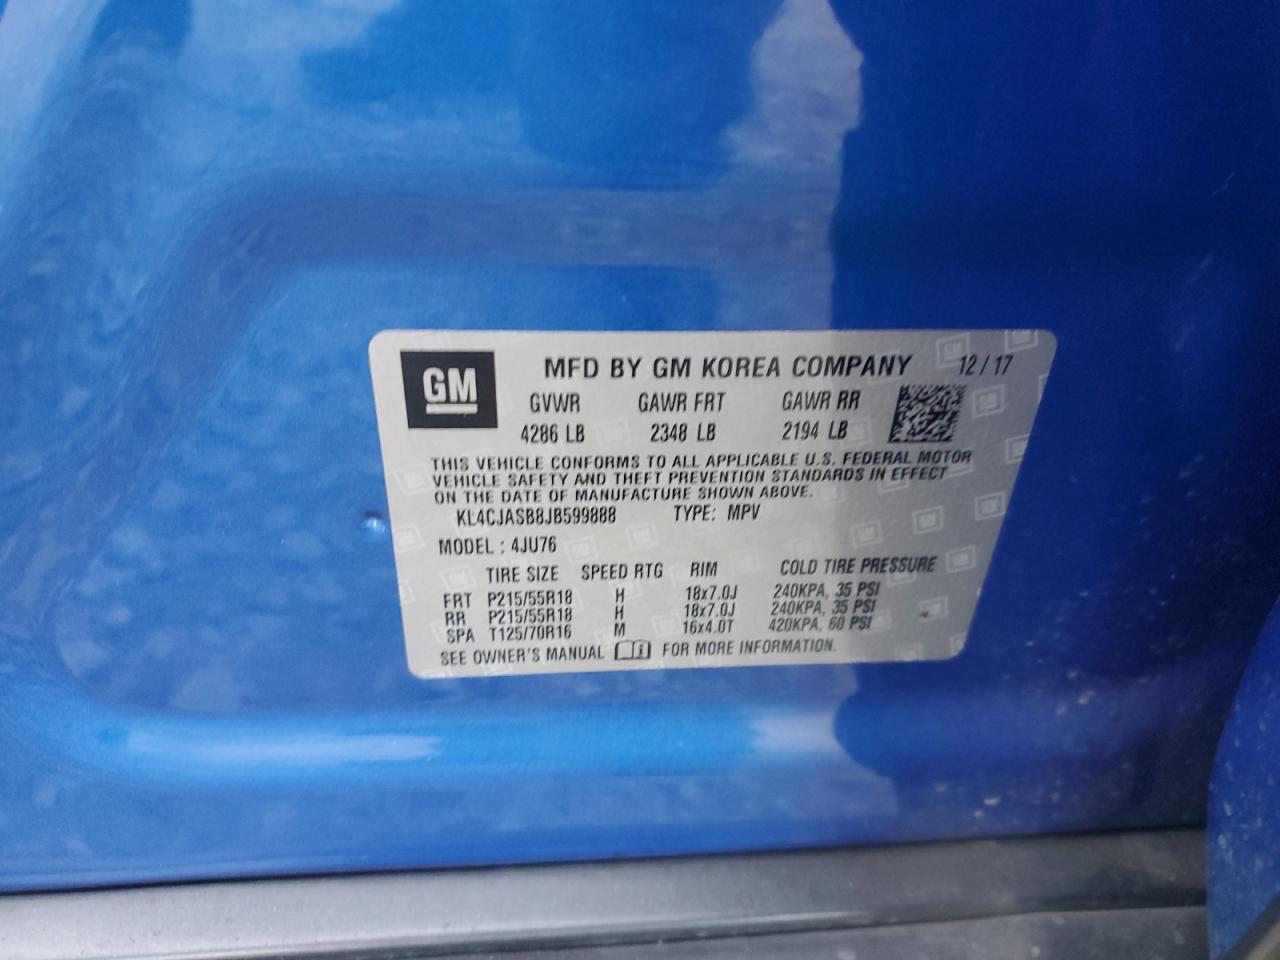 GM
MFD BY GM KOREA COMPANY 12/17
GVWR GAWR FRT GAWR RR
4286 LB 2348 LB 2194 LB
THIS VEHICLE CONFORMS TO ALL APPLICABLE U.S. FEDERAL MOTOR
VEHICLE SAFETY AND THEFT PREVENTION STANDARDS IN EFFECT
ON THE DATE OF MANUFACTURE SHOWN ABOVE.
KL4CJASB8JB599888 TYPE: MPV
MODEL : 4JU76
TIRE SIZE SPEED RTG RIM COLD TIRE PRESSURE
FRT P215/55R18 H 18x7.0J 240KPA, 35 PSI
RR P215/55R18 H 18x7.0J 240KPA, 35 PSI
SPA T125/70R16 M 16x4.0T 420KPA, 60 PSI
SEE OWNER'S MANUAL FOR MORE INFORMATION.